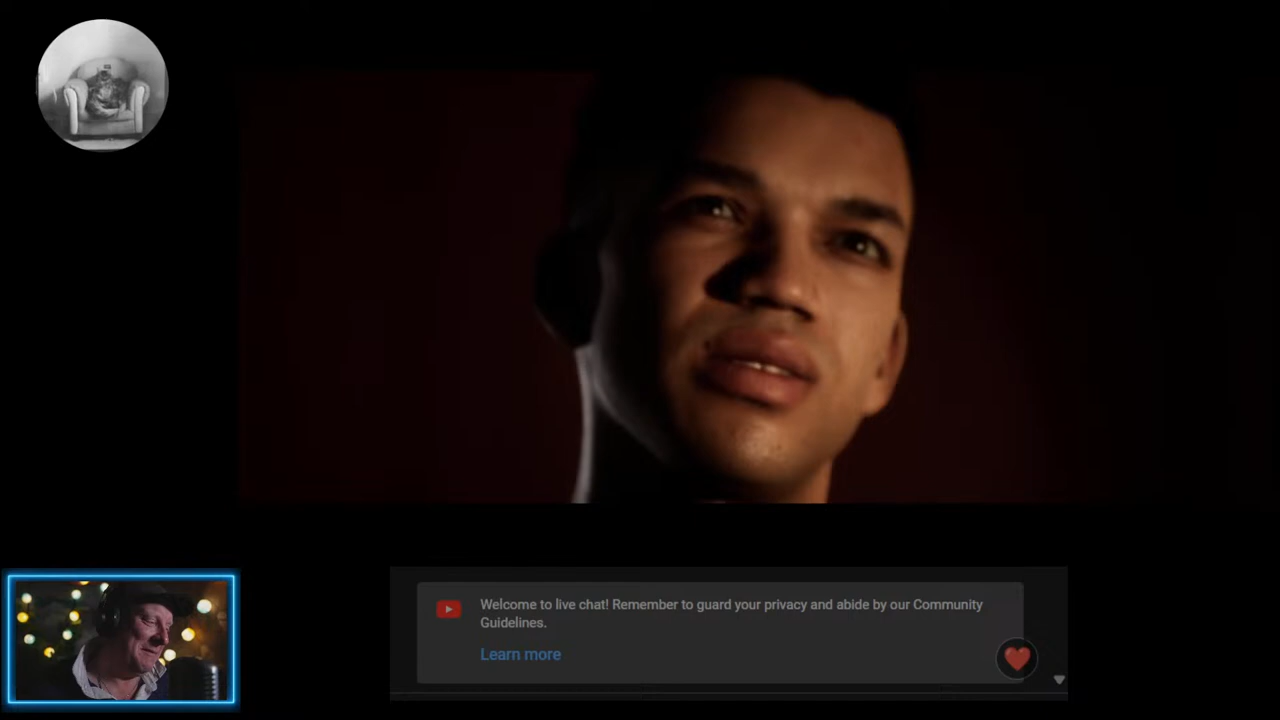 Welcome to live chat! Remember to guard your privacy and abide by our Community
Guidelines.
Learn more